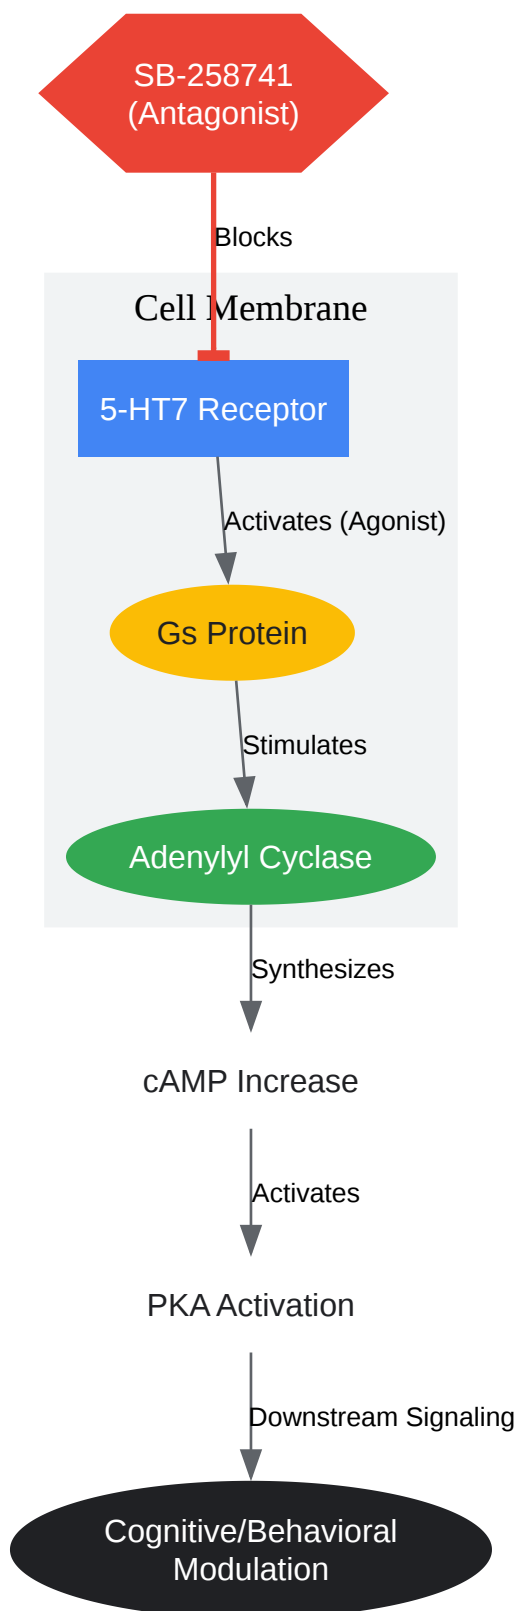 SB-258741
(Antagonist)
Blocks
Cell Membrane
5-HT7 Receptor
Activates (Agonist)
Gs Protein
Stimulates
Adenylyl Cyclase
Synthesizes
cAMP Increase
Activates
PKA Activation
Downstream Signaling
Cognitive/Behavioral
Modulation